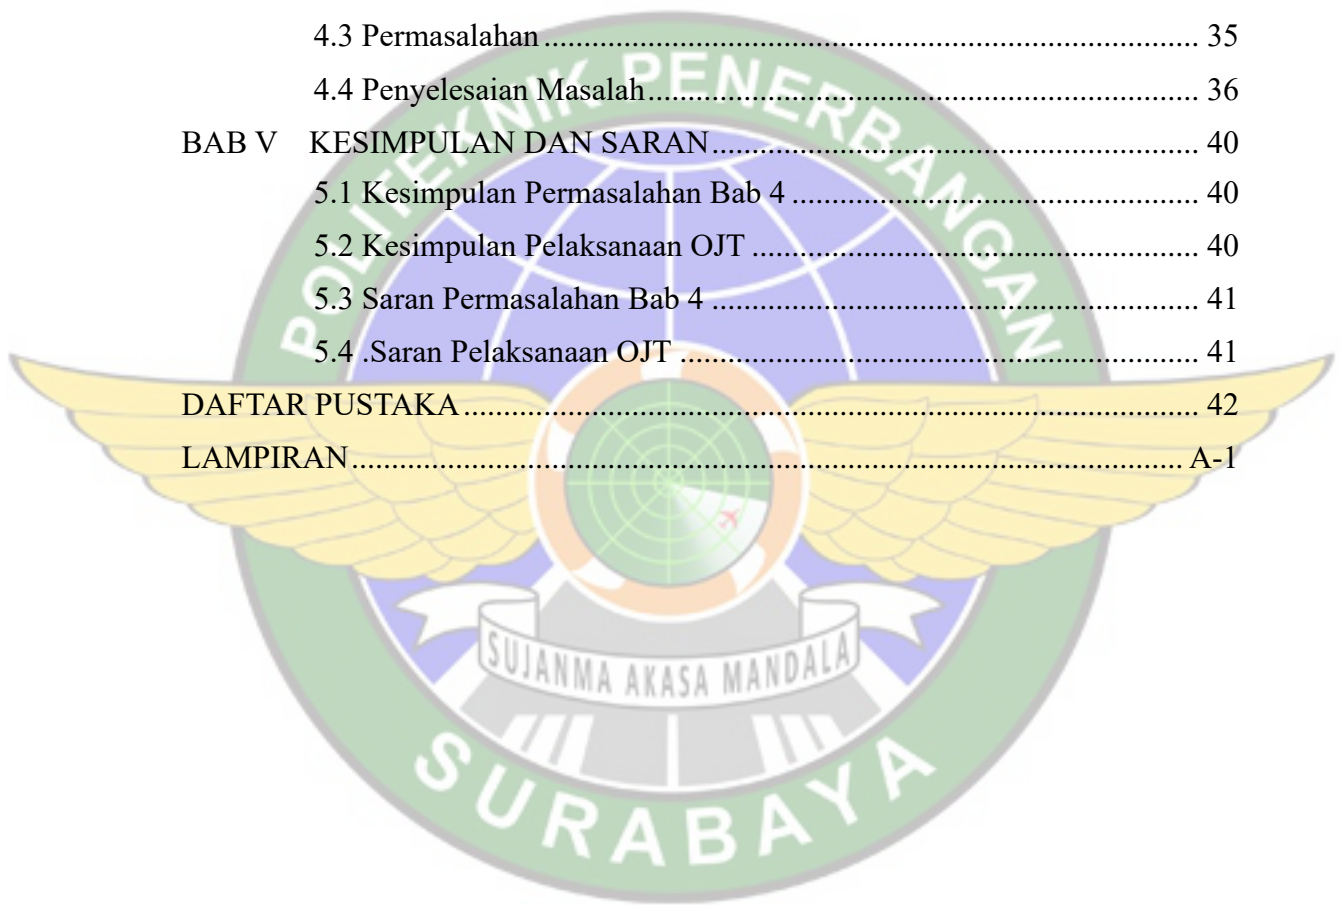 4.3 Permasalahan ........................................................................ 35
4.4 Penyelesaian Masalah ............................................................ 36
BAB V KESIMPULAN DAN SARAN .................................................... 40
5.1 Kesimpulan Permasalahan Bab 4 ............................................ 40
5.2 Kesimpulan Pelaksanaan OJT ................................................. 40
5.3 Saran Permasalahan Bab 4 ...................................................... 41
5.4 .Saran Pelaksanaan OJT ......................................................... 41
DAFTAR PUSTAKA ................................................................................ 42
LAMPIRAN ............................................................................................ A-1
POLITEKNIK PENERBANGAN
SUJANMA AKASA MANDALA
SURABAYA